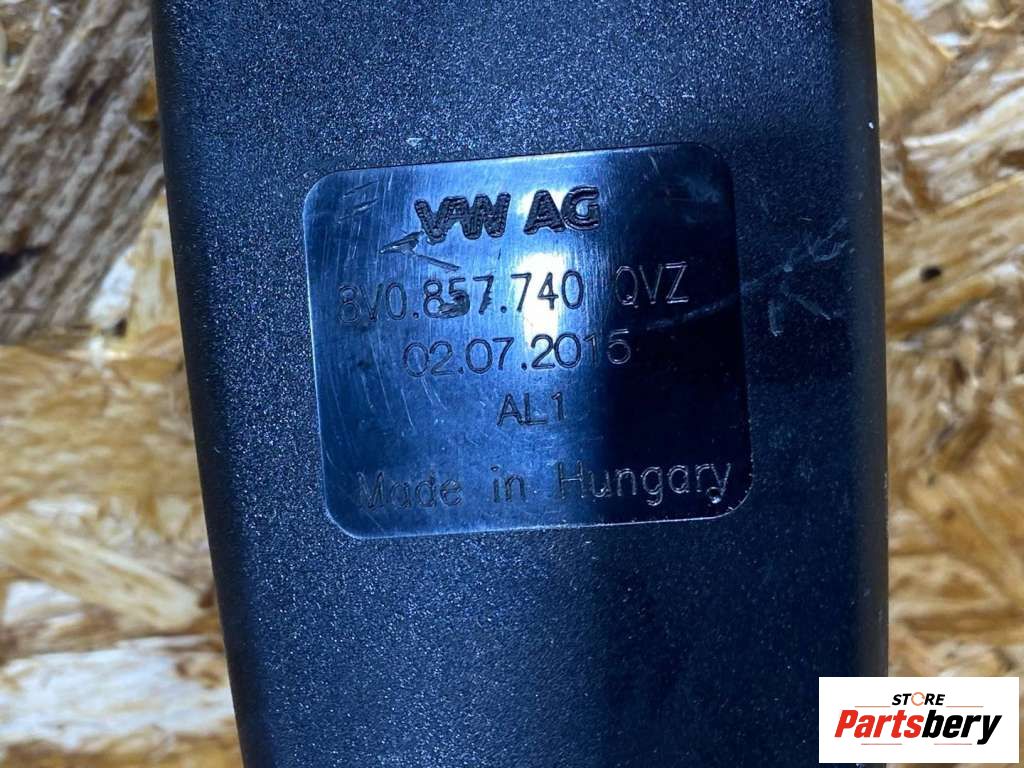 VW AG
8V0.857.740 QVZ
02.07.2015
AL1
Made in Hungary
STORE
Partsbery